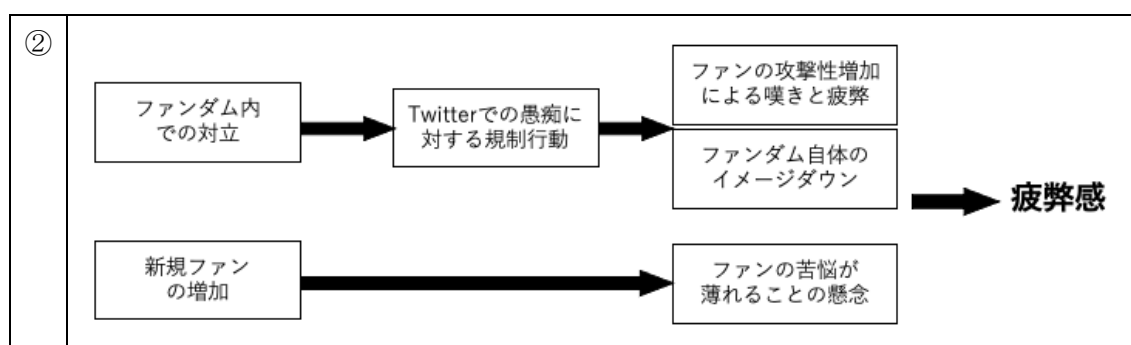 ②
ファンダム内
での対立
Twitterでの愚痴に
対する規制行動
ファンの攻撃性増加
による嘆きと疲弊
ファンダム自体の
イメージダウン
疲弊感
新規ファン
の増加
ファンの苦悩が
薄れることの懸念